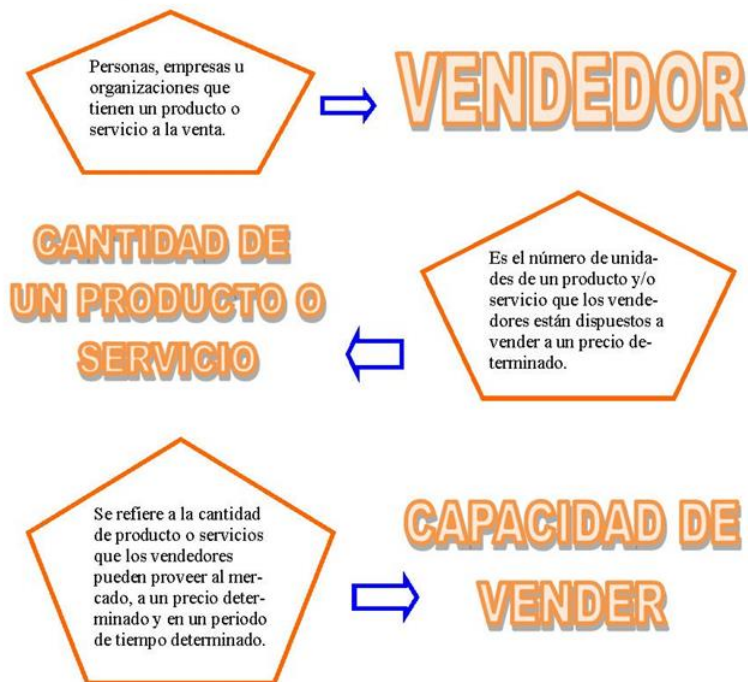 Personas, empresas u
organizaciones que
tienen un producto o
servicio a la venta.
VENDEDOR
CANTIDAD DE
UN PRODUCTO O
SERVICIO
Es el número de unida-
des de un producto y/o
servicio que los vende-
dores están dispuestos a
vender a un precio de-
terminado.
Se refiere a la cantidad
de producto o servicios
que los vendedores
pueden proveer al mer-
cado, a un precio deter-
minado y en un periodo
de tiempo determinado.
CAPACIDAD DE
VENDER